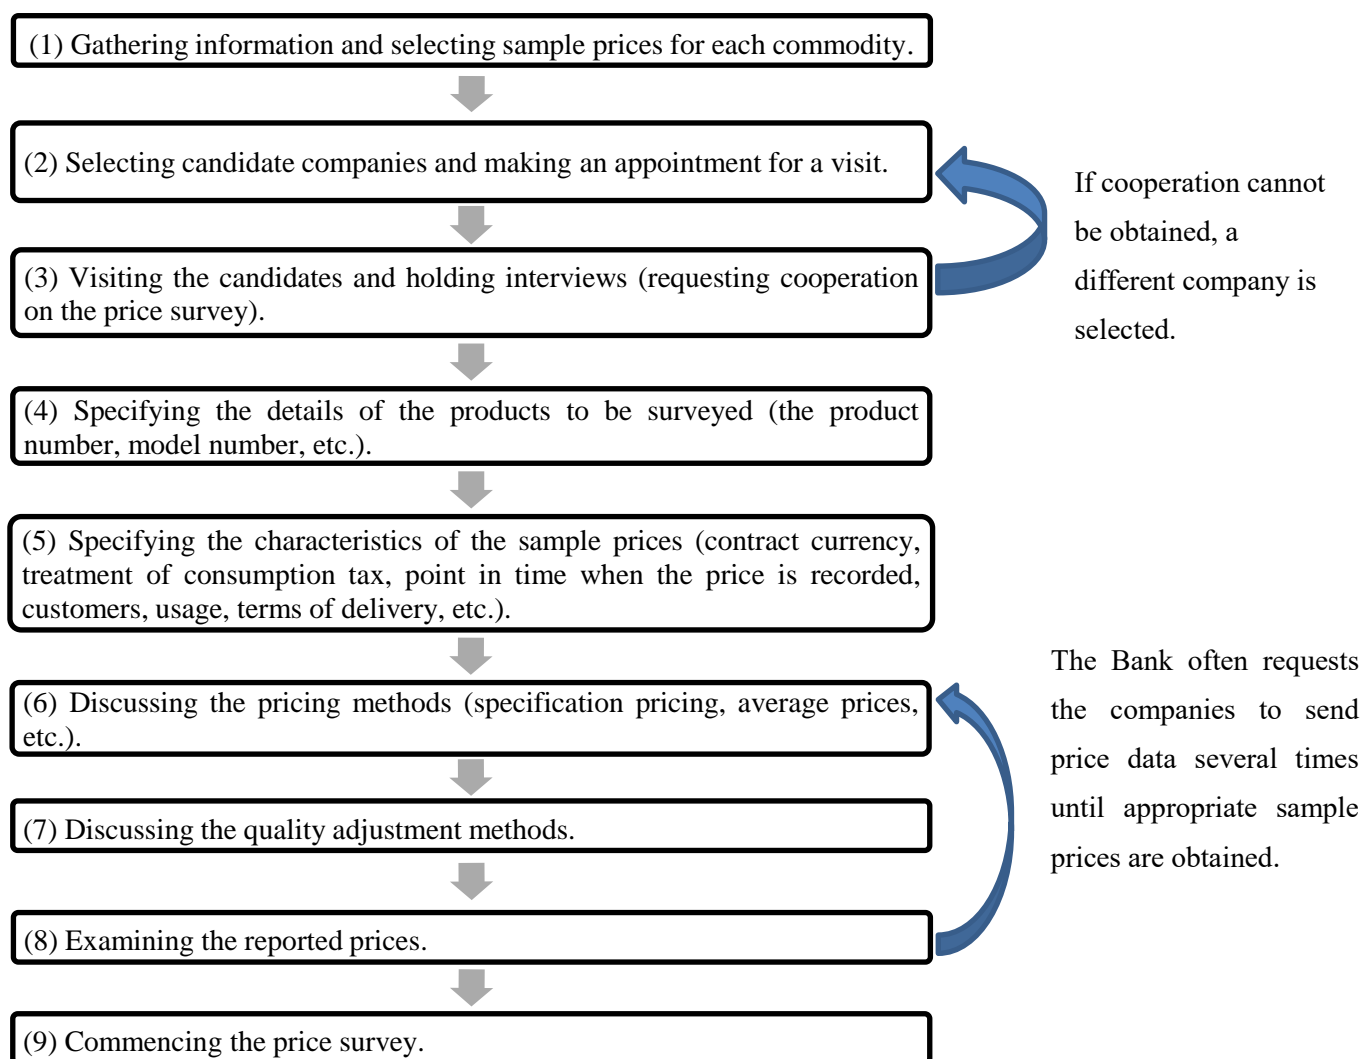 (1) Gathering information and selecting sample prices for each commodity.
(2) Selecting candidate companies and making an appointment for a visit.
If cooperation cannot
be obtained, a
different company is
selected.
(3) Visiting the candidates and holding interviews (requesting cooperation
on the price survey).
(4) Specifying the details of the products to be surveyed (the product
number, model number, etc.).
(5) Specifying the characteristics of the sample prices (contract currency,
treatment of consumption tax, point in time when the price is recorded,
customers, usage, terms of delivery, etc.).
(6) Discussing the pricing methods (specification pricing, average prices,
etc.).
The Bank often requests
the companies to send
price data several times
until appropriate sample
prices are obtained.
(7) Discussing the quality adjustment methods.
(8) Examining the reported prices.
(9) Commencing the price survey.